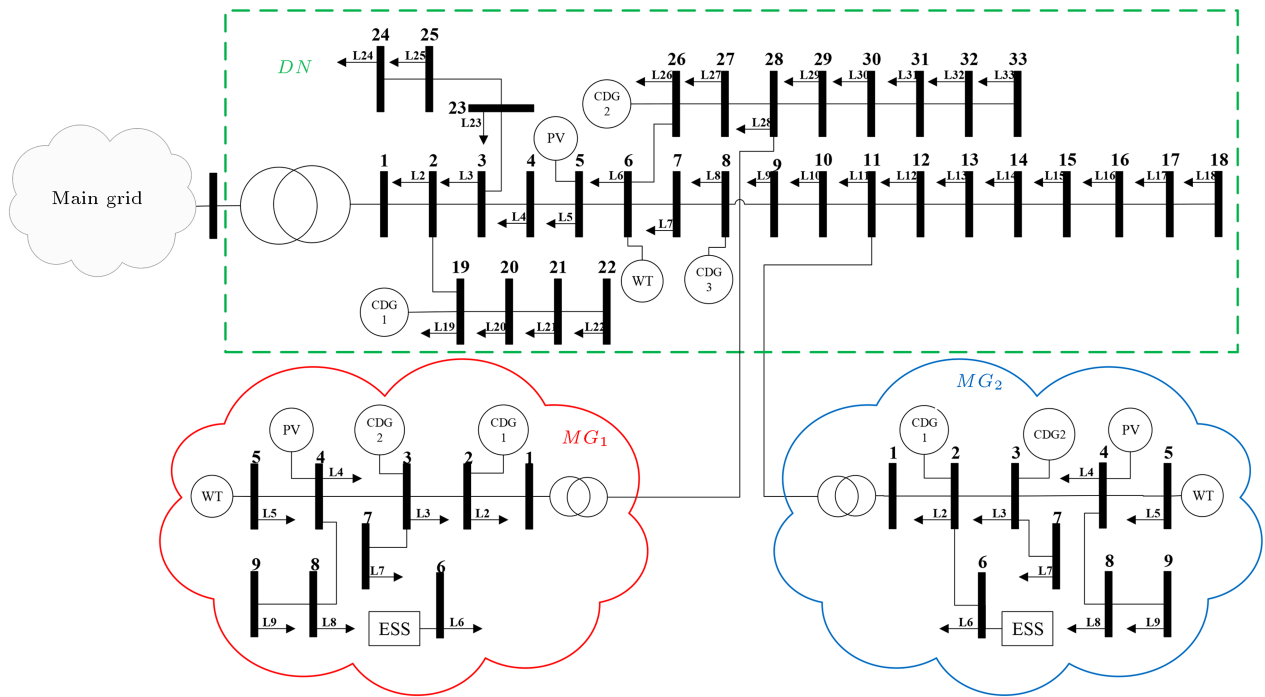 24 25
L24 L25
DN
23
L23
26 27 28 29 30 31 32 33
L26 L27 L29 L30 L31 L32 L33
CDG
2
L28
PV
Main grid
1 2 3 4 5 6 7 8 9 10 11 12 13 14 15 16 17 18
L2 L3 L6 L8 L9 L10 L11 L12 L13 L14 L15 L16 L17 L18
L4 L5 L7
WT
CDG
3
19 20 21 22
CDG
1
L19 L20 L21 L22
MG1
PV
CDG
2
CDG
1
5 4 3 2 1
L4
WT
L5 L3 L2
7
L7
9 8 6
L9 L8 ESS L6
MG2
CDG
1
CDG2
PV
1 2 3 4 5
L4
WT
L2 L3 L5
7
L7
6 8 9
L6 ESS L8 L9